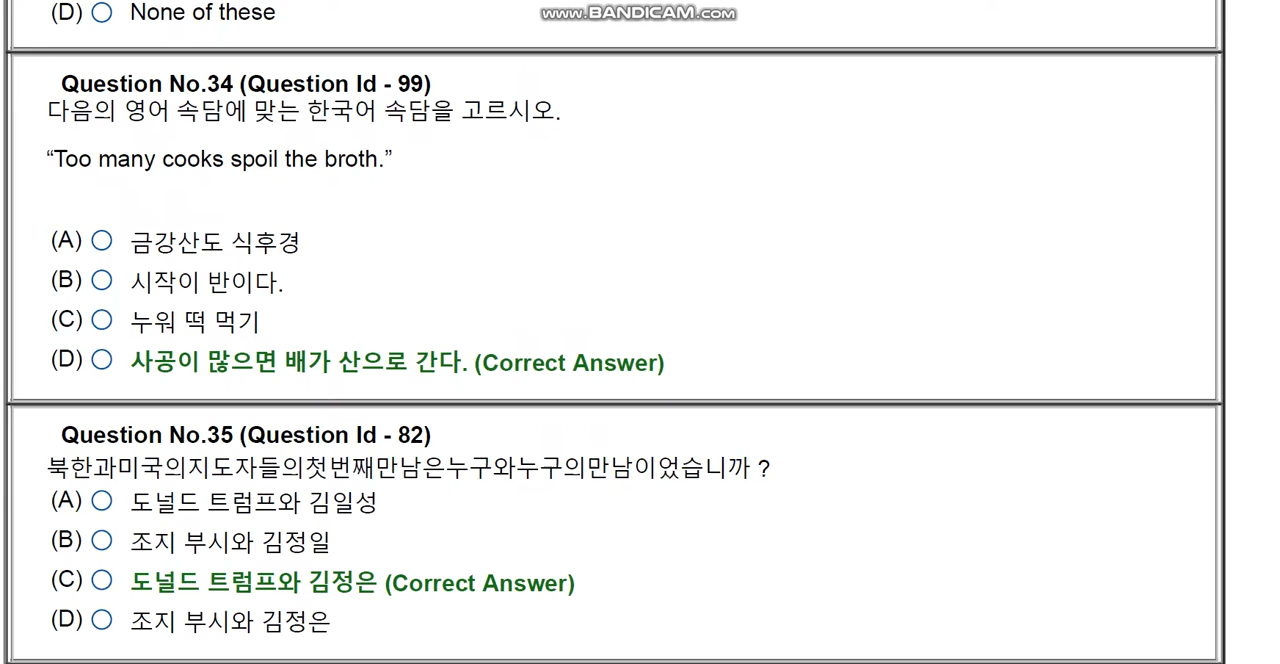 (D) None of these
www.BANDICAM.com
Question No.34 (Question Id - 99)
다음의 영어 속담에 맞는 한국어 속담을 고르시오.
“Too many cooks spoil the broth.”
(A) 금강산도 식후경
(B) 시작이 반이다.
(C) 누워 떡 먹기
(D) 사공이 많으면 배가 산으로 간다. (Correct Answer)
Question No.35 (Question Id - 82)
북한과미국의지도자들의첫번째만남은누구와누구의만남이었습니까 ?
(A) 도널드 트럼프와 김일성
(B) 조지 부시와 김정일
(C) 도널드 트럼프와 김정은 (Correct Answer)
(D) 조지 부시와 김정은